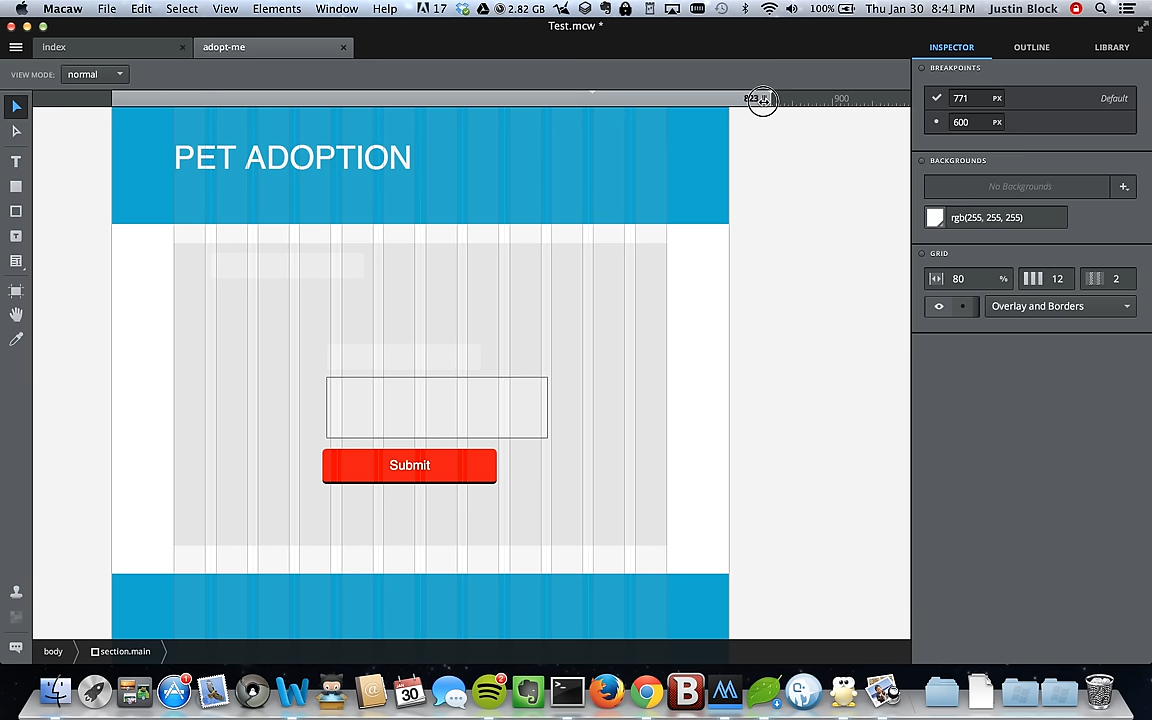 Macaw File Edit Select View Elements Window Help 17 2.82 GB 100% Thu Jan 30 8:41 PM Justin Block
Test.mcw *
index × adopt-me ×
INSPECTOR OUTLINE LIBRARY
VIEW MODE: normal
BREAKPOINTS
900
771 PX Default
600 PX
PET ADOPTION
BACKGROUNDS
No Backgrounds
rgb(255, 255, 255)
GRID
80 % 12 2
Overlay and Borders
Submit
body section.main
1
JAN
30
2